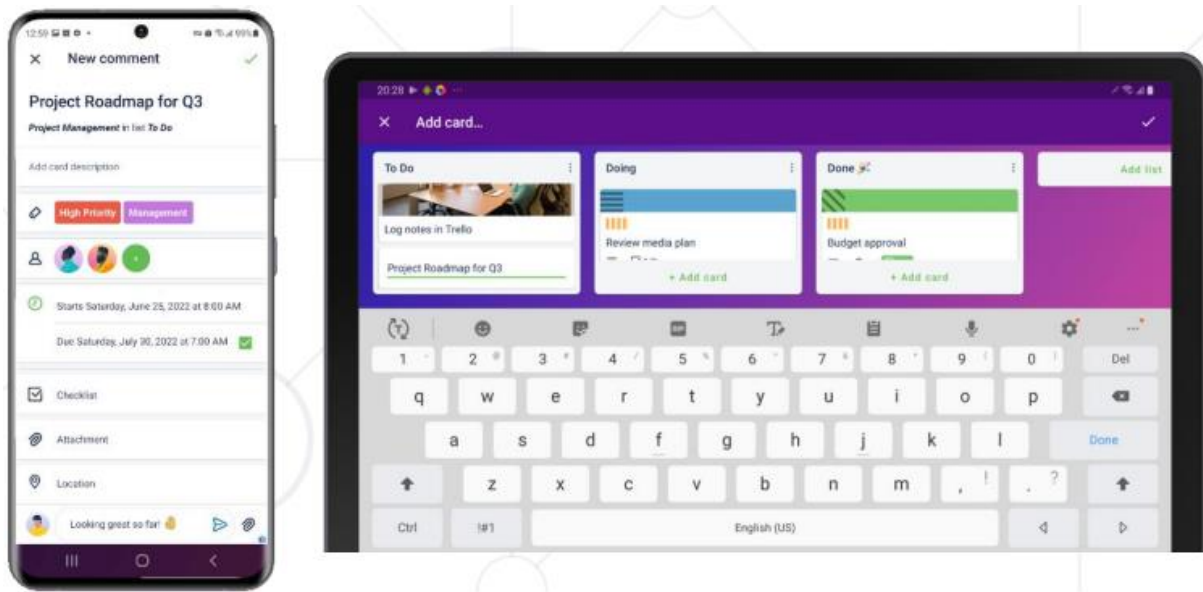 12:59
99%
New comment
Project Roadmap for Q3
Project Management in list To Do
Add card description
High Priority Management
Starts Saturday, June 25, 2022 at 8:00 AM
Due Saturday, July 30, 2022 at 7:00 AM
Checklist
Attachment
Location
Looking great so far!
20:28
Add card...
To Do
Log notes in Trello
Project Roadmap for Q3
Doing
Review media plan
+ Add card
Done
Budget approval
+ Add card
Add list
1 2 @ 3 # 4 / 5 % 6 7 & 8 * 9 ( 0 ) Del
q w e r t y u i o p
a s d f g h j k l Done
z x c v b n m , ! . ?
Ctrl !#1 English (US)